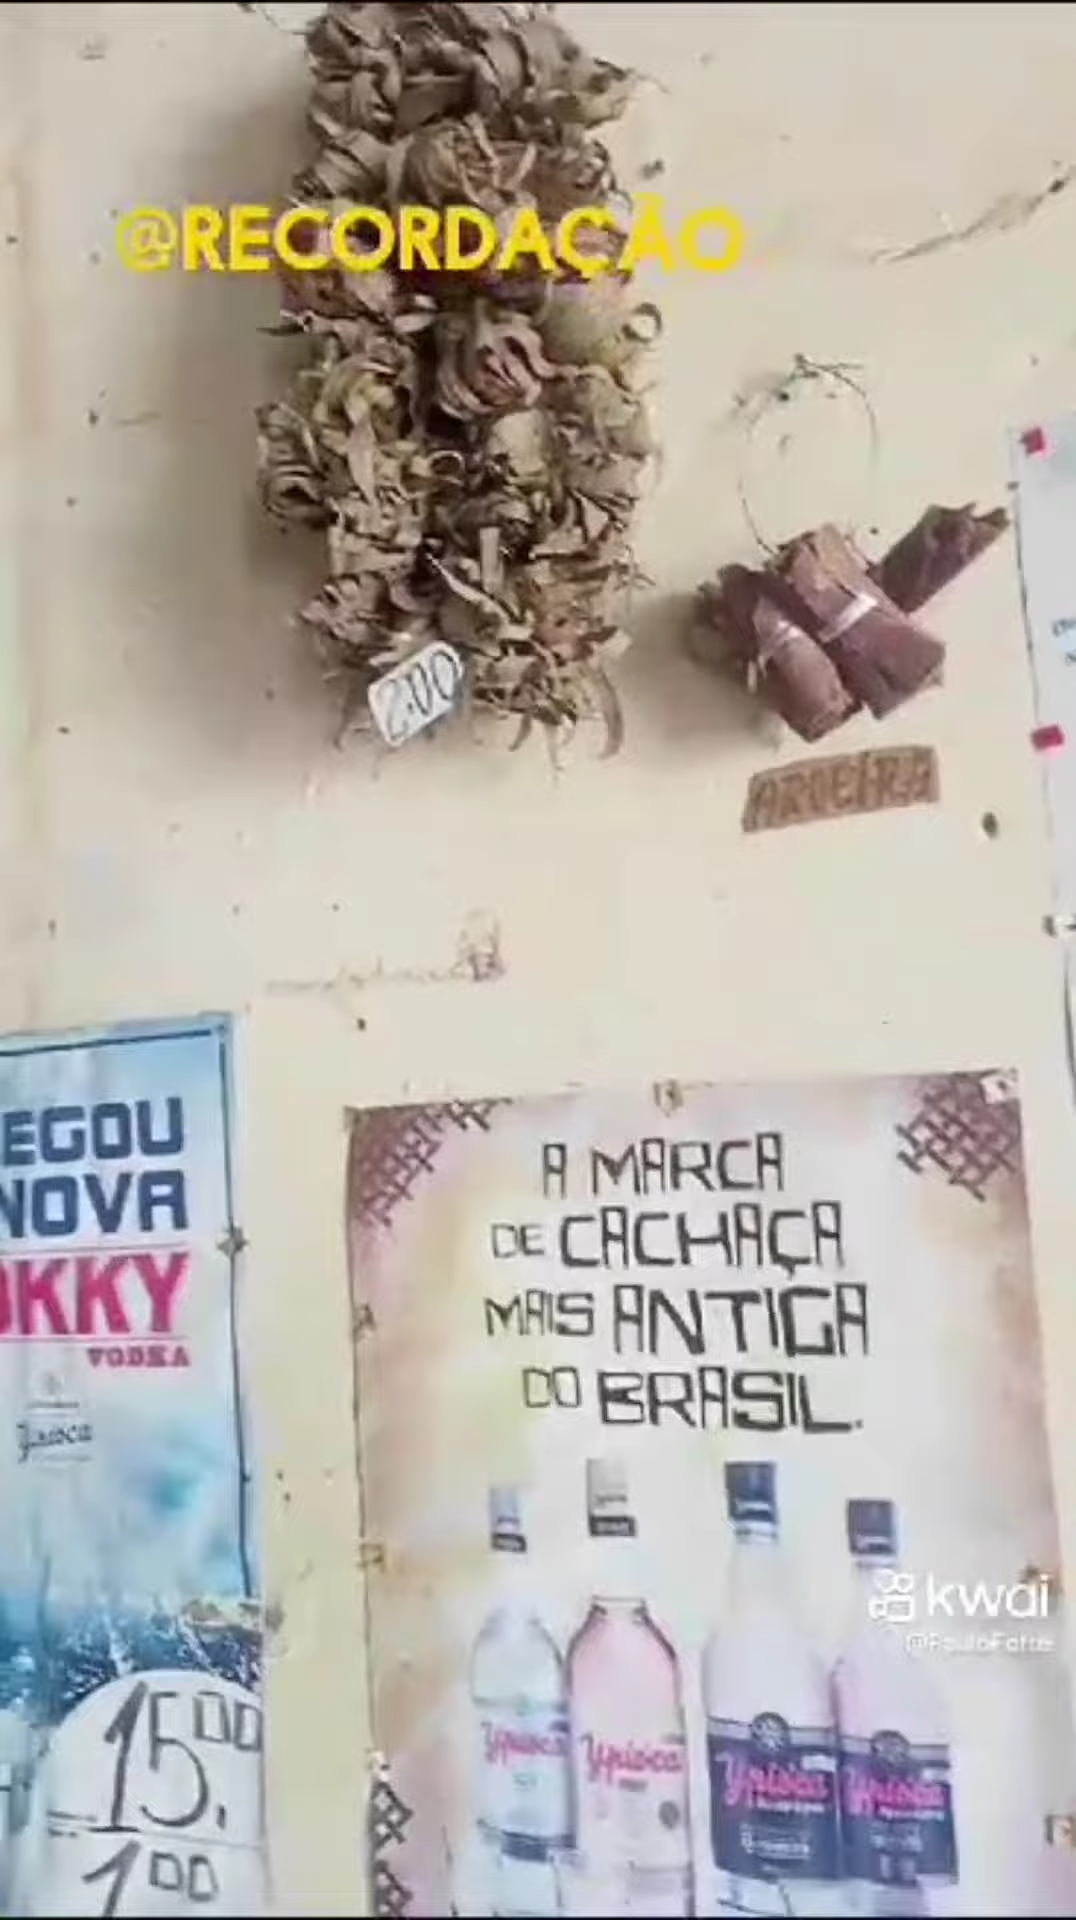 @RECORDAÇÃO
2.00
AROEIRA
EGOU
NOVA
OKKY
VODKA
Ypióca
15.00
1 00
A MARCA
DE CACHAÇA
MAIS ANTIGA
DO BRASIL.
kwai
Ypióca
Ypióca
Ypióca
Ypióca